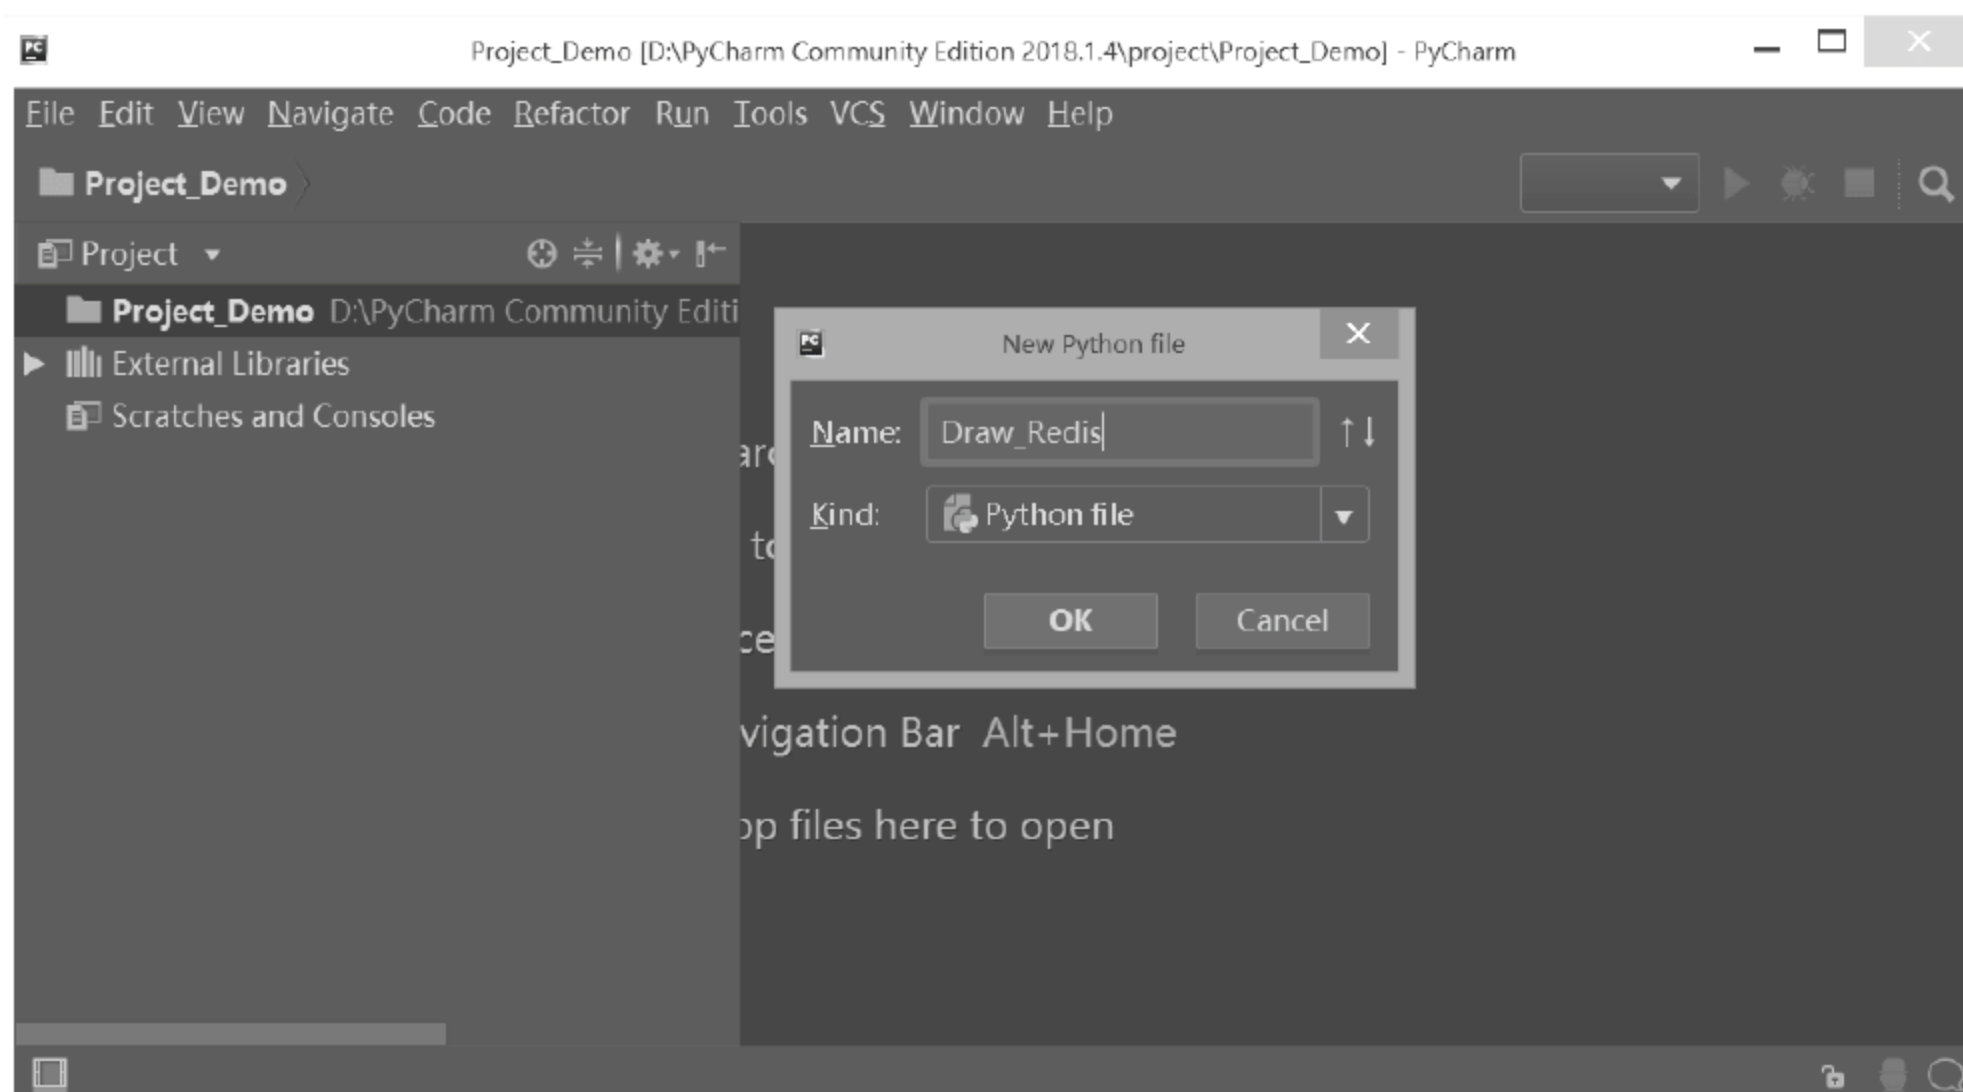 Project_Demo [D:\PyCharm Community Edition 2018.1.4\project\Project_Demo] - PyCharm
File Edit View Navigate Code Refactor Run Tools VCS Window Help
Project_Demo
Project
Project_Demo D:\PyCharm Community Editi
External Libraries
Scratches and Consoles
New Python file
Name: Draw_Redis
Kind: Python file
OK Cancel
vigation Bar Alt+Home
op files here to open